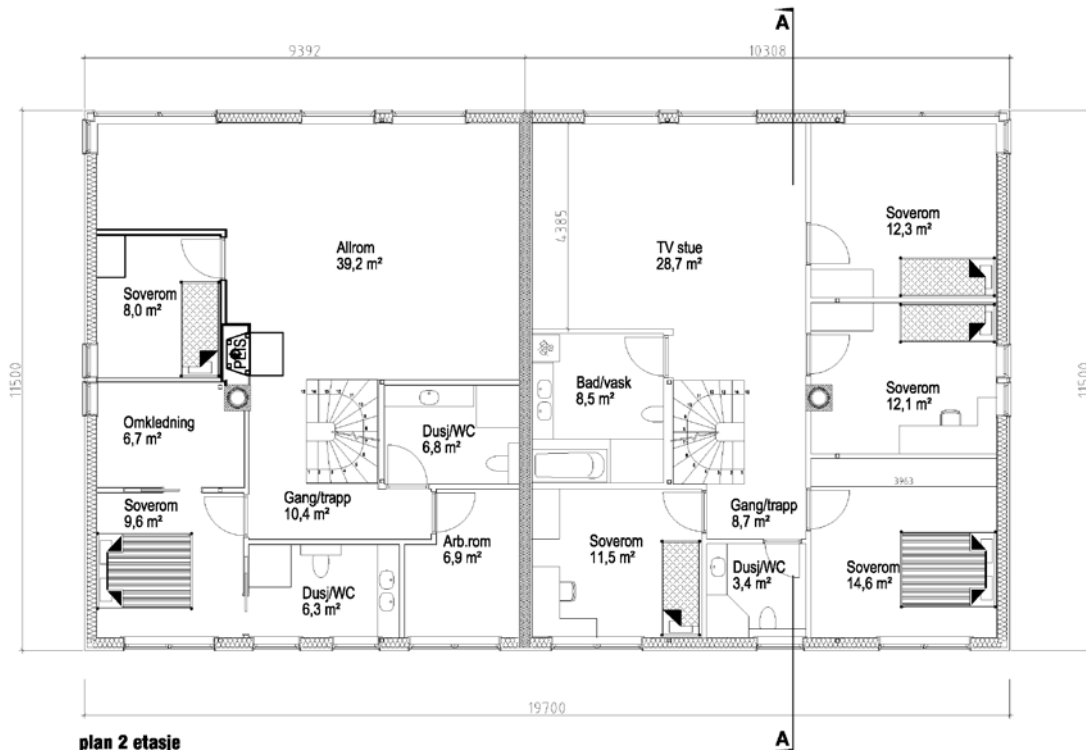 A
9392
10308
Allrom
39,2 m²
TV stue
28,7 m²
4385
Soverom
12,3 m²
Soverom
8,0 m²
PEIS
11500
11500
Bad/vask
8,5 m²
Soverom
12,1 m²
Omkledning
6,7 m²
Dusj/WC
6,8 m²
3963
Soverom
9,6 m²
Gang/trapp
10,4 m²
Gang/trapp
8,7 m²
Arb.rom
6,9 m²
Soverom
11,5 m²
Dusj/WC
3,4 m²
Soverom
14,6 m²
Dusj/WC
6,3 m²
19700
plan 2 etasje
A